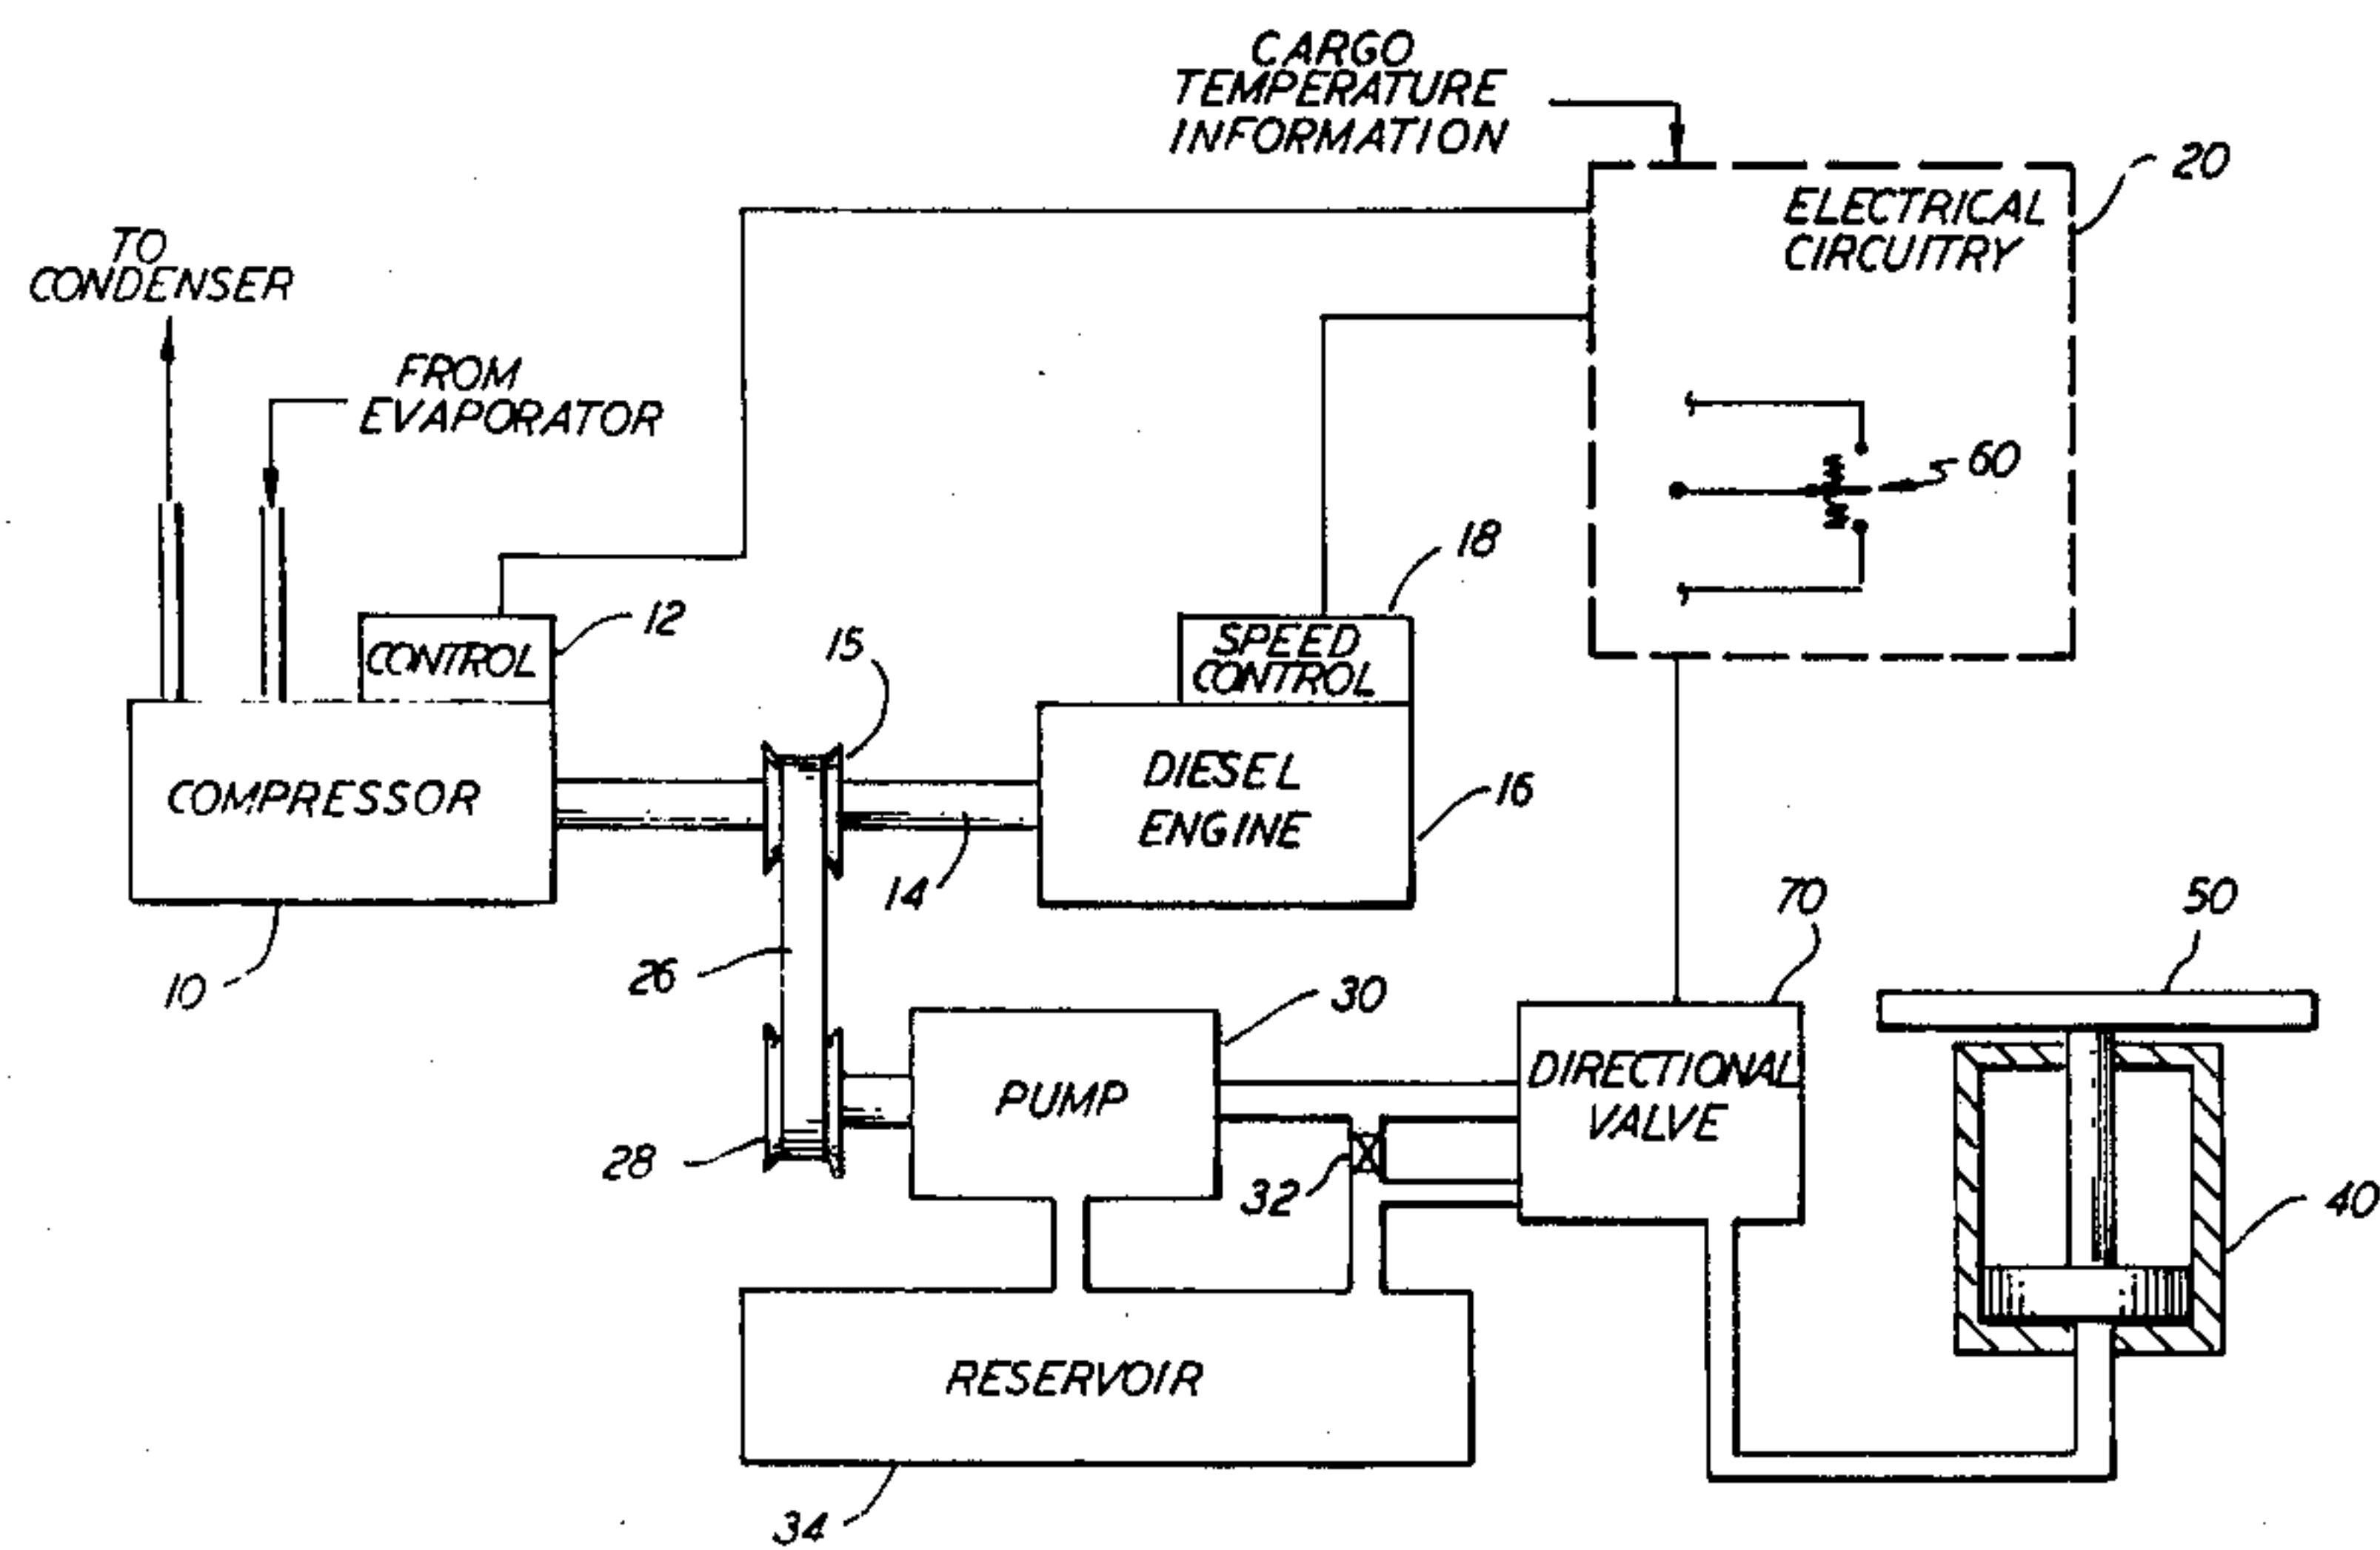 CARGO
TEMPERATURE
INFORMATION
20
ELECTRICAL
CIRCUITRY
TO
CONDENSER
FROM
EVAPORATOR
60
18
12
15
CONTROL
SPEED
CONTROL
COMPRESSOR
DIESEL
ENGINE
16
14
70
50
10
26
30
PUMP
DIRECTIONAL
VALVE
28
32
40
RESERVOIR
34